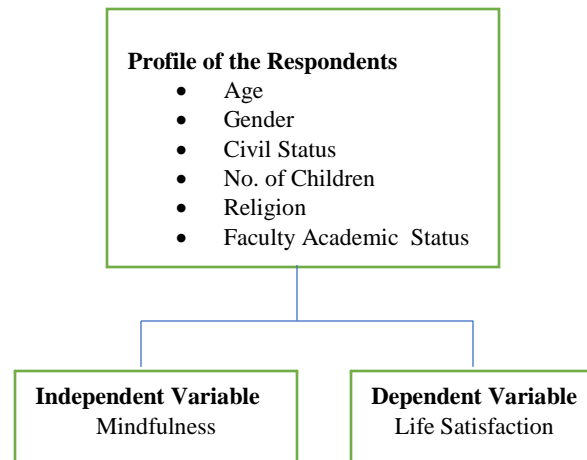 Profile of the Respondents
• Age
• Gender
• Civil Status
• No. of Children
• Religion
• Faculty Academic Status
Independent Variable
Mindfulness
Dependent Variable
Life Satisfaction